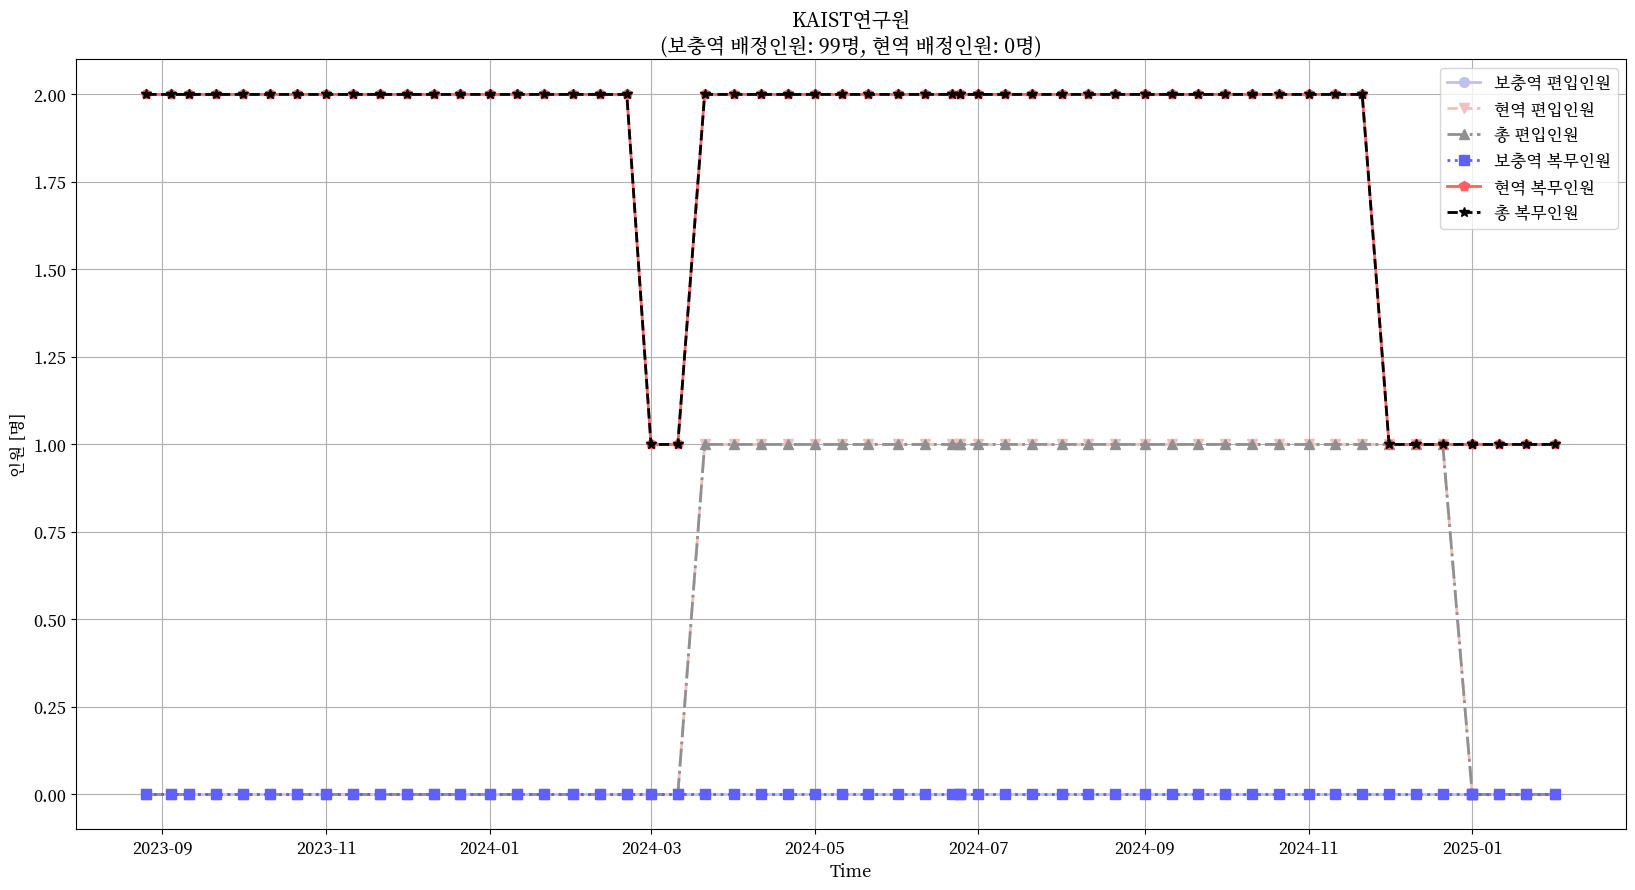 KAIST연구원
(보충역 배정인원: 99명, 현역 배정인원: 0명)
보충역 편입인원
현역 편입인원
총 편입인원
보충역 복무인원
현역 복무인원
총 복무인원
인원 [명]
2.00
1.75
1.50
1.25
1.00
0.75
0.50
0.25
0.00
2023-09
2023-11
2024-01
2024-03
2024-05
2024-07
2024-09
2024-11
2025-01
Time